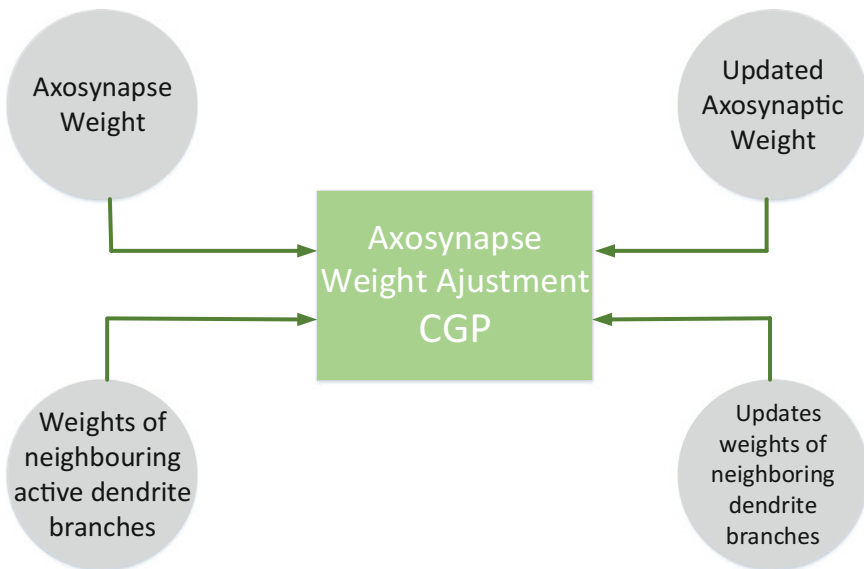 Axosynapse
Weight
Updated
Axosynaptic
Weight
Axosynapse
Weight Ajustment
CGP
Weights of
neighbouring
active dendrite
branches
Updates
weights of
neighboring
dendrite
branches